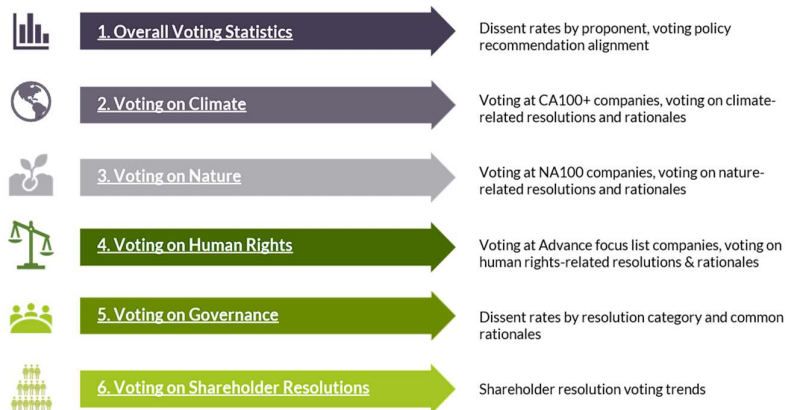 1. Overall Voting Statistics
Dissent rates by proponent, voting policy
recommendation alignment
2. Voting on Climate
Voting at CA100+ companies, voting on climate-
related resolutions and rationales
3. Voting on Nature
Voting at NA100 companies, voting on nature-
related resolutions and rationales
4. Voting on Human Rights
Voting at Advance focus list companies, voting on
human rights-related resolutions & rationales
5. Voting on Governance
Dissent rates by resolution category and common
rationales
6. Voting on Shareholder Resolutions
Shareholder resolution voting trends